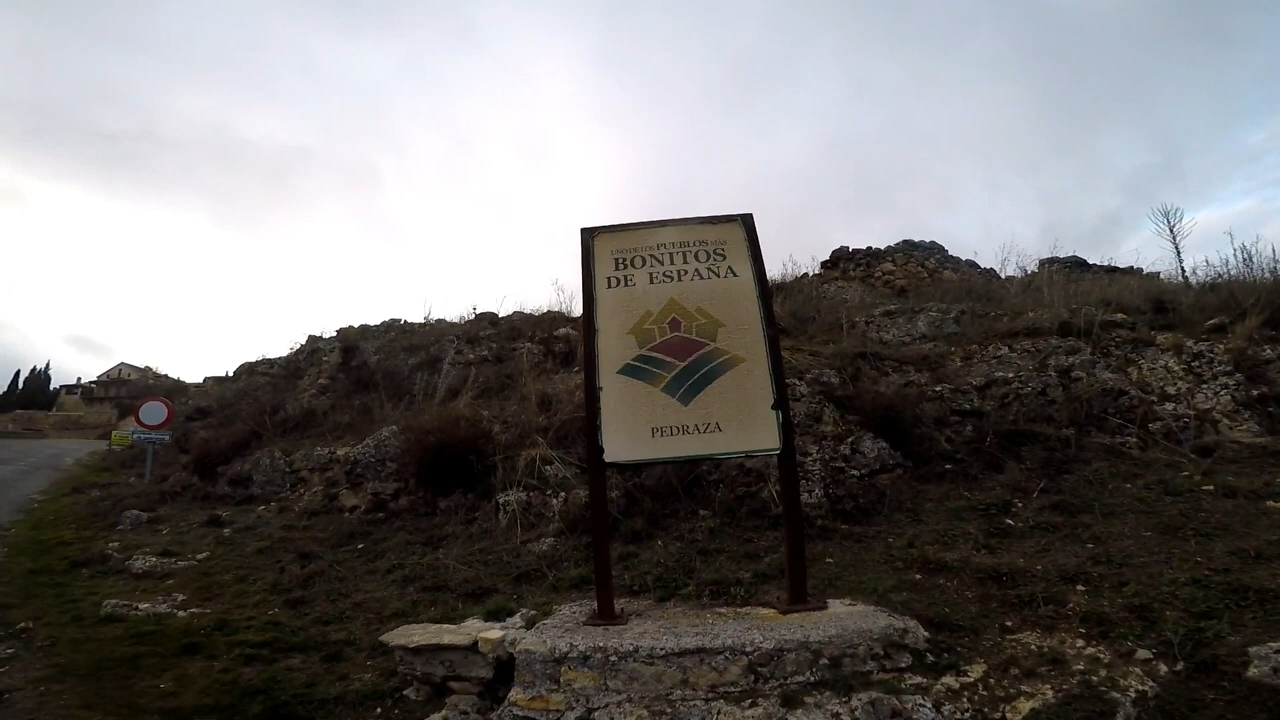 UNO DE LOS PUEBLOS MÁS
BONITOS
DE ESPAÑA
PEDRAZA